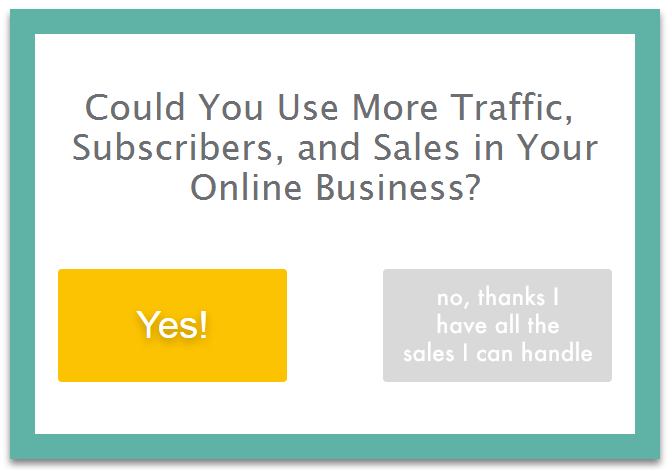 Could You Use More Traffic,
Subscribers, and Sales in Your
Online Business?
Yes!
no, thanks I
have all the
sales I can handle